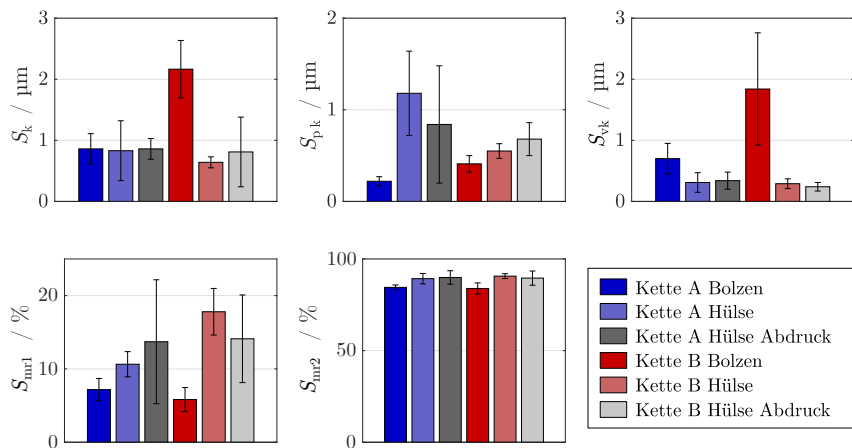 3
2
1
0
S_k / µm
2
1
0
S_pk / µm
3
2
1
0
S_vk / µm
20
10
0
S_mr1 / %
100
50
0
S_mr2 / %
Kette A Bolzen
Kette A Hülse
Kette A Hülse Abdruck
Kette B Bolzen
Kette B Hülse
Kette B Hülse Abdruck